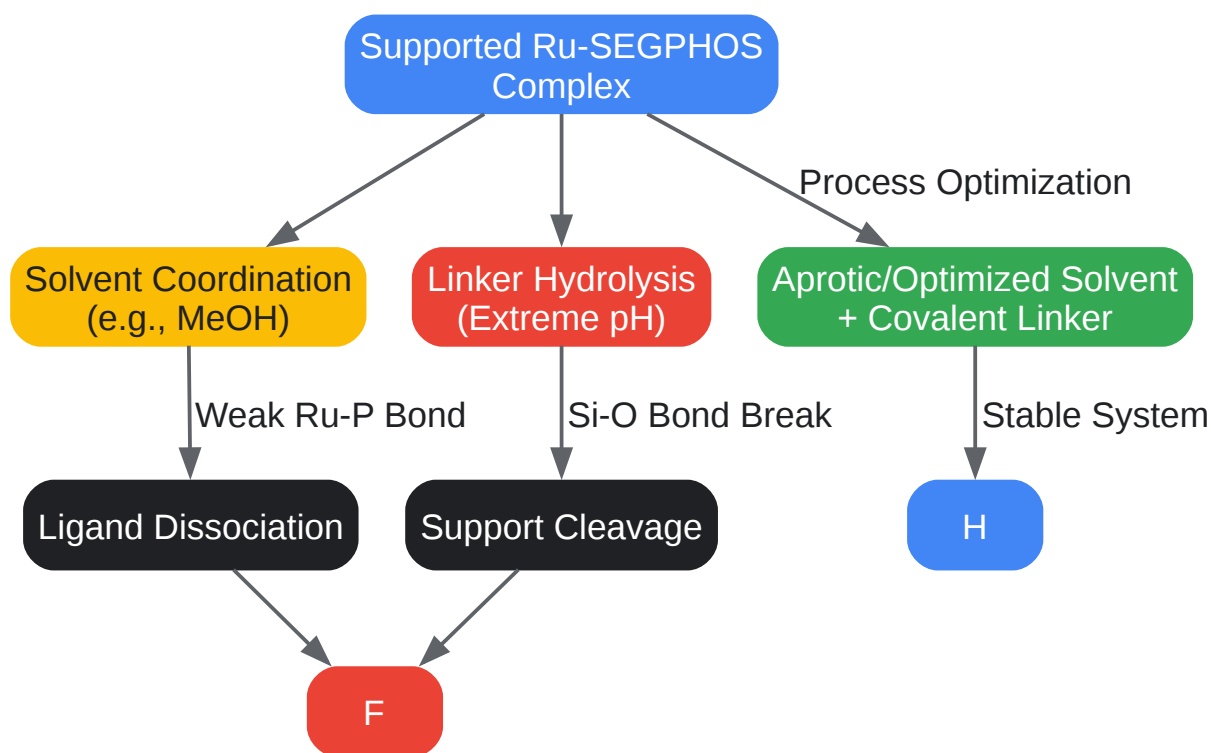 Supported Ru-SEGPHOS
Complex
Process Optimization
Solvent Coordination
(e.g., MeOH)
Linker Hydrolysis
(Extreme pH)
Aprotic/Optimized Solvent
+ Covalent Linker
Weak Ru-P Bond
Si-O Bond Break
Stable System
Ligand Dissociation
Support Cleavage
H
F